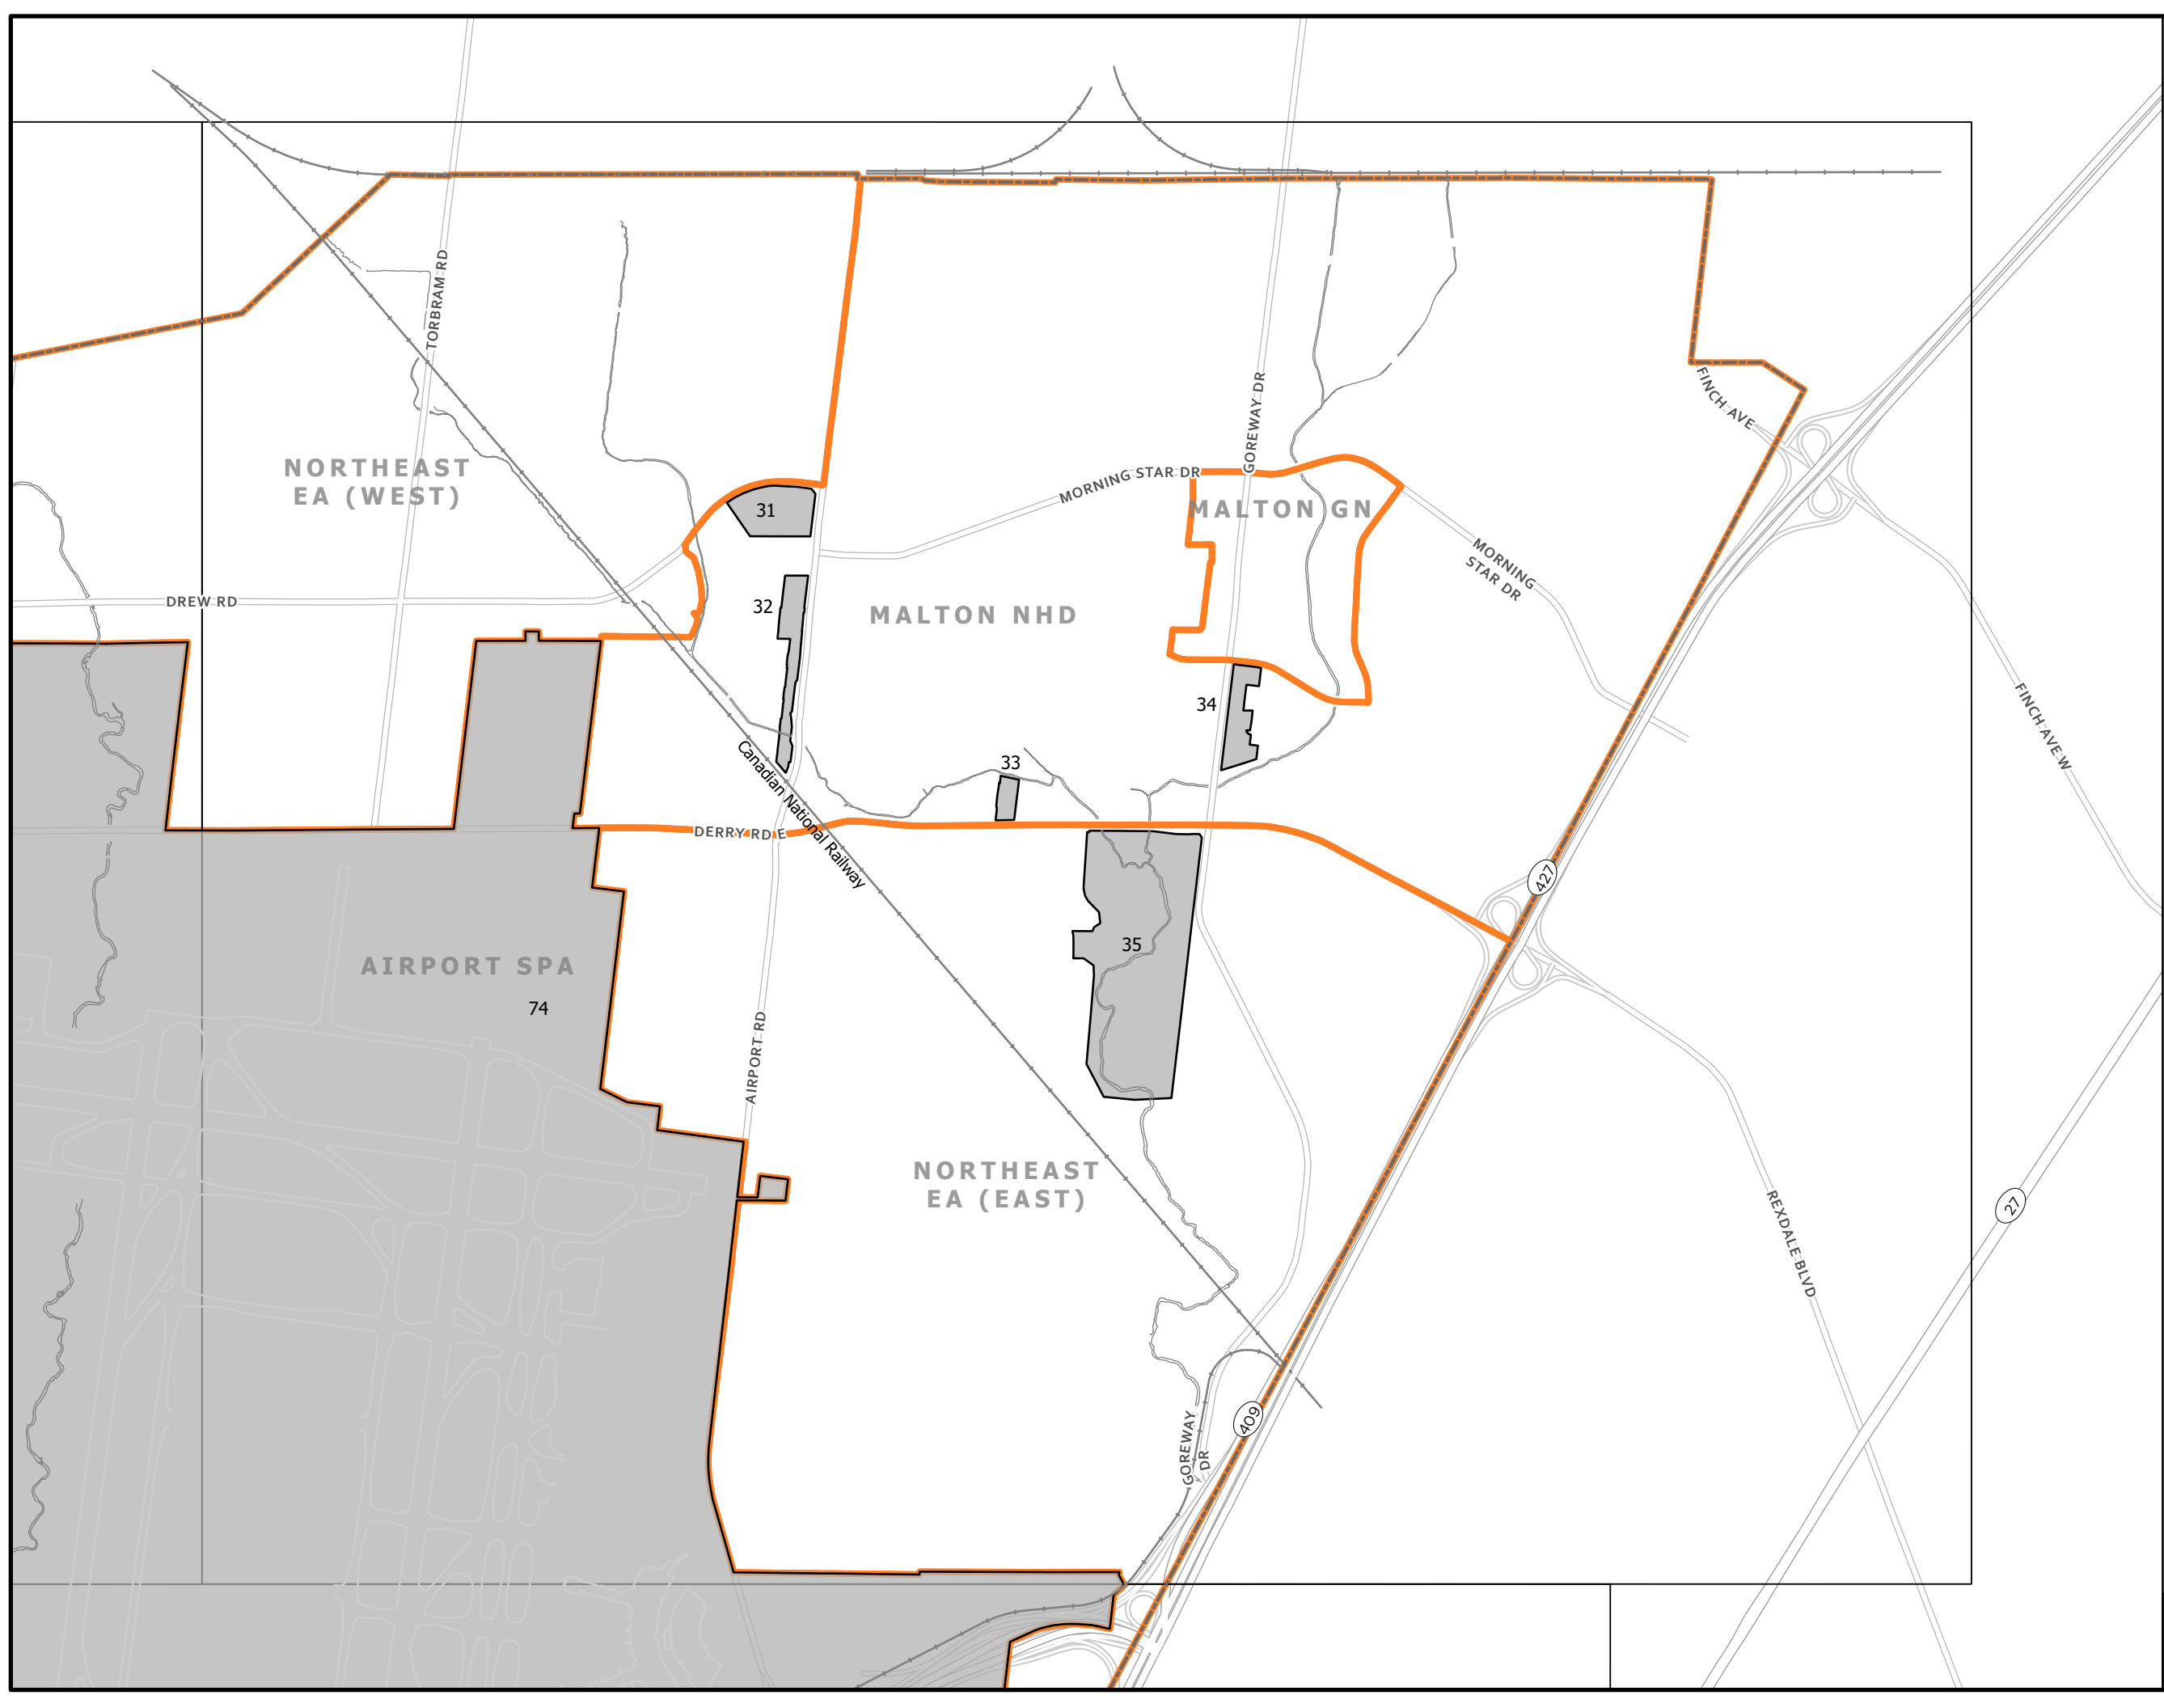 TORBRAM RD
GOREWAY DR
FINCH AVE
NORTHEAST
EA (WEST)
MORNING STAR DR
31
MALTON GN
MORNING
STAR DR
DREW RD
32
MALTON NHD
34
FINCH AVE W
33
Canadian National Railway
DERRY RD E
427
35
AIRPORT SPA
74
AIRPORT RD
NORTHEAST
EA (EAST)
27
REXDALE BLVD
409
GOREWAY
DR